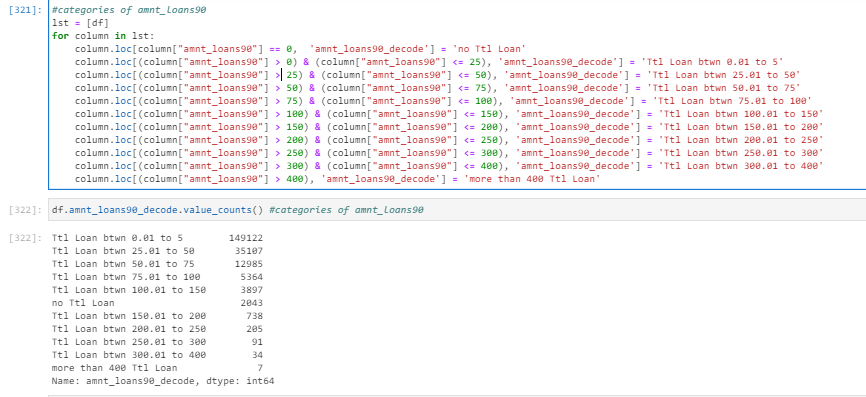 [321]: #categories of amnt_Loans90
lst = [df]
for column in lst:
    column.loc[column["amnt_loans90"] == 0, 'amnt_loans90_decode'] = 'no Ttl Loan'
    column.loc[(column["amnt_loans90"] > 0) & (column["amnt_loans90"] <= 25), 'amnt_loans90_decode'] = 'Ttl Loan btwn 0.01 to 5'
    column.loc[(column["amnt_loans90"] > 25) & (column["amnt_loans90"] <= 50), 'amnt_loans90_decode'] = 'Ttl Loan btwn 25.01 to 50'
    column.loc[(column["amnt_loans90"] > 50) & (column["amnt_loans90"] <= 75), 'amnt_loans90_decode'] = 'Ttl Loan btwn 50.01 to 75'
    column.loc[(column["amnt_loans90"] > 75) & (column["amnt_loans90"] <= 100), 'amnt_loans90_decode'] = 'Ttl Loan btwn 75.01 to 100'
    column.loc[(column["amnt_loans90"] > 100) & (column["amnt_loans90"] <= 150), 'amnt_loans90_decode'] = 'Ttl Loan btwn 100.01 to 150'
    column.loc[(column["amnt_loans90"] > 150) & (column["amnt_loans90"] <= 200), 'amnt_loans90_decode'] = 'Ttl Loan btwn 150.01 to 200'
    column.loc[(column["amnt_loans90"] > 200) & (column["amnt_loans90"] <= 250), 'amnt_loans90_decode'] = 'Ttl Loan btwn 200.01 to 250'
    column.loc[(column["amnt_loans90"] > 250) & (column["amnt_loans90"] <= 300), 'amnt_loans90_decode'] = 'Ttl Loan btwn 250.01 to 300'
    column.loc[(column["amnt_loans90"] > 300) & (column["amnt_loans90"] <= 400), 'amnt_loans90_decode'] = 'Ttl Loan btwn 300.01 to 400'
    column.loc[(column["amnt_loans90"] > 400), 'amnt_loans90_decode'] = 'more than 400 Ttl Loan'
[322]: df.amnt_loans90_decode.value_counts() #categories of amnt_Loans90
[322]: Ttl Loan btwn 0.01 to 5 149122
Ttl Loan btwn 25.01 to 50 35107
Ttl Loan btwn 50.01 to 75 12985
Ttl Loan btwn 75.01 to 100 5364
Ttl Loan btwn 100.01 to 150 3897
no Ttl Loan 2043
Ttl Loan btwn 150.01 to 200 738
Ttl Loan btwn 200.01 to 250 205
Ttl Loan btwn 250.01 to 300 91
Ttl Loan btwn 300.01 to 400 34
more than 400 Ttl Loan 7
Name: amnt_loans90_decode, dtype: int64